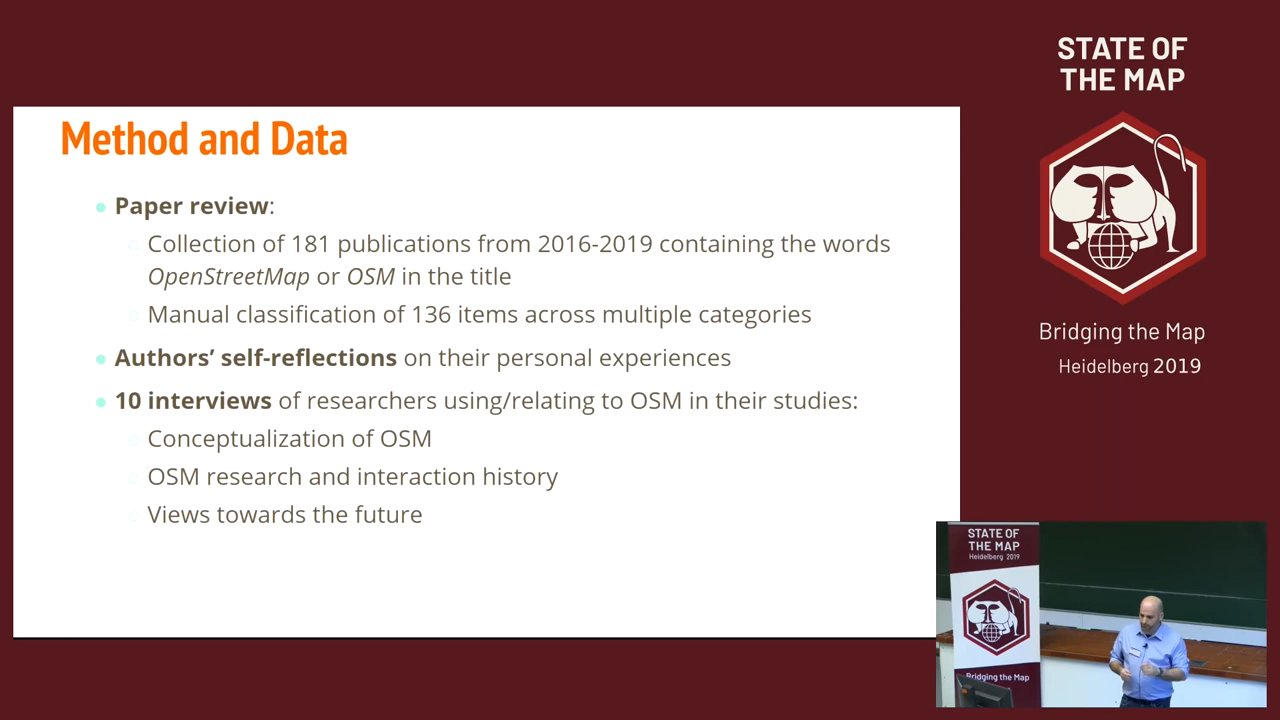 STATE OF
THE MAP
Bridging the Map
Heidelberg 2019
Method and Data
Paper review:
Collection of 181 publications from 2016-2019 containing the words
OpenStreetMap or OSM in the title
Manual classification of 136 items across multiple categories
Authors’ self-reflections on their personal experiences
10 interviews of researchers using/relating to OSM in their studies:
Conceptualization of OSM
OSM research and interaction history
Views towards the future
STATE OF
THE MAP
Heidelberg 2019
Bridging the Map